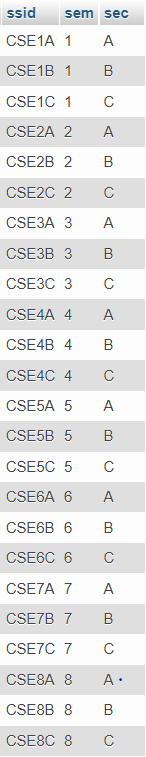 ssid sem sec
CSE1A 1 A
CSE1B 1 B
CSE1C 1 C
CSE2A 2 A
CSE2B 2 B
CSE2C 2 C
CSE3A 3 A
CSE3B 3 B
CSE3C 3 C
CSE4A 4 A
CSE4B 4 B
CSE4C 4 C
CSE5A 5 A
CSE5B 5 B
CSE5C 5 C
CSE6A 6 A
CSE6B 6 B
CSE6C 6 C
CSE7A 7 A
CSE7B 7 B
CSE7C 7 C
CSE8A 8 A
CSE8B 8 B
CSE8C 8 C